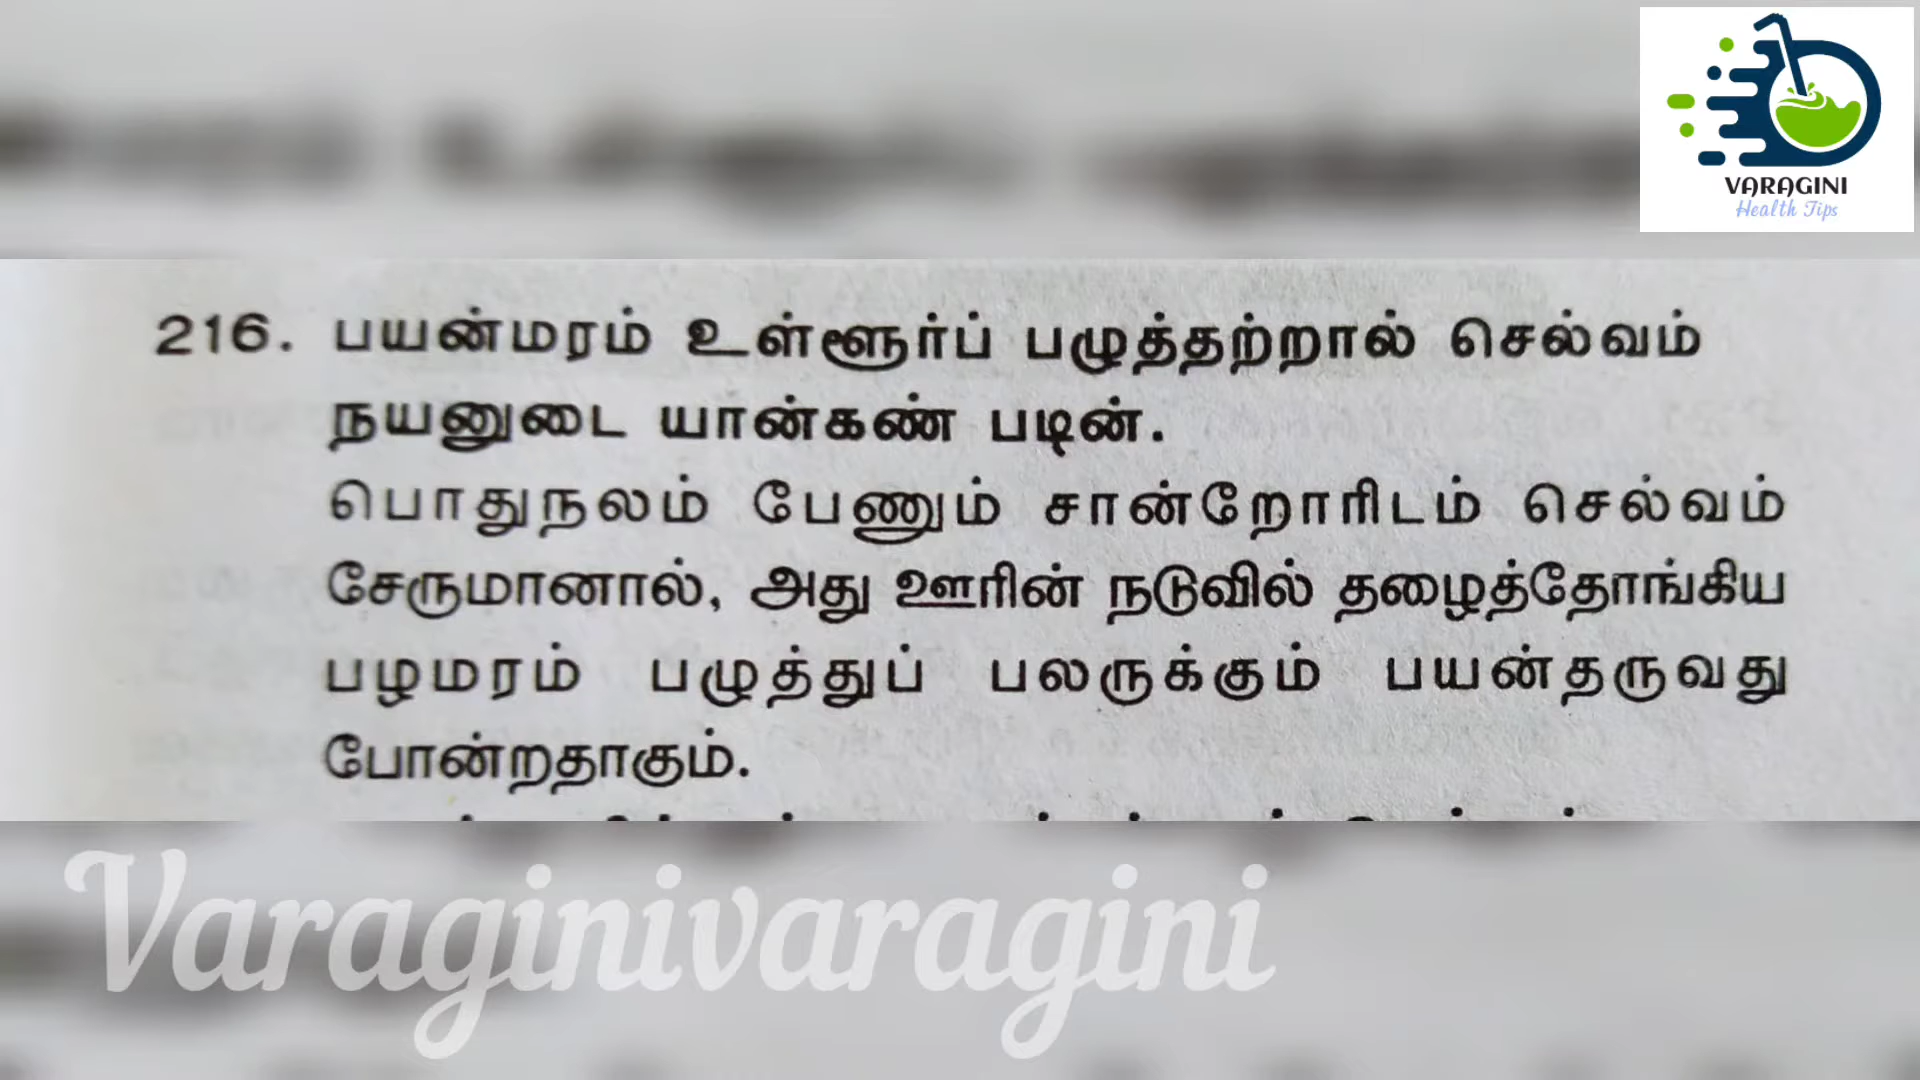 VARAGINI
Health Tips
216. பயன்மரம் உள்ளூர்ப் பழுத்தற்றால் செல்வம்
நயனுடை யான்கண் படின்.
பொதுநலம் பேணும் சான்றோரிடம் செல்வம்
சேருமானால், அது ஊரின் நடுவில் தழைத்தோங்கிய
பழமரம் பழுத்துப் பலருக்கும் பயன்தருவது
போன்றதாகும்.
Varaginivaragini